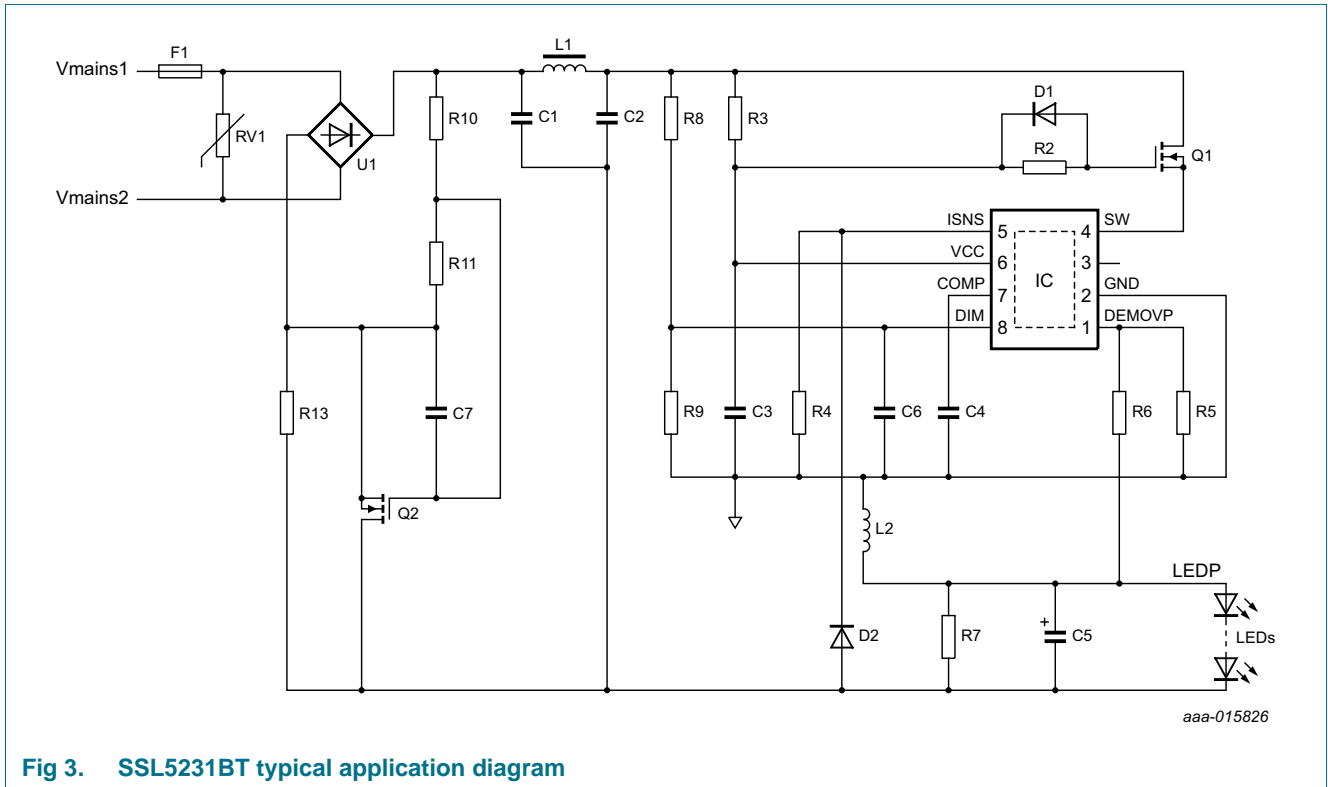 L1
F1
Vmains1
D1
R10
C1
C2
R8
R3
RV1
R2
U1
Q1
Vmains2
ISNS
SW
5
4
VCC
R11
6
3
IC
COMP
GND
7
2
DIM
DEMOVP
8
1
R13
C7
R9
C3
R4
C6
C4
R6
R5
Q2
L2
LEDP
+
D2
R7
C5
LEDs
aaa-015826
Fig 3. SSL5231BT typical application diagram